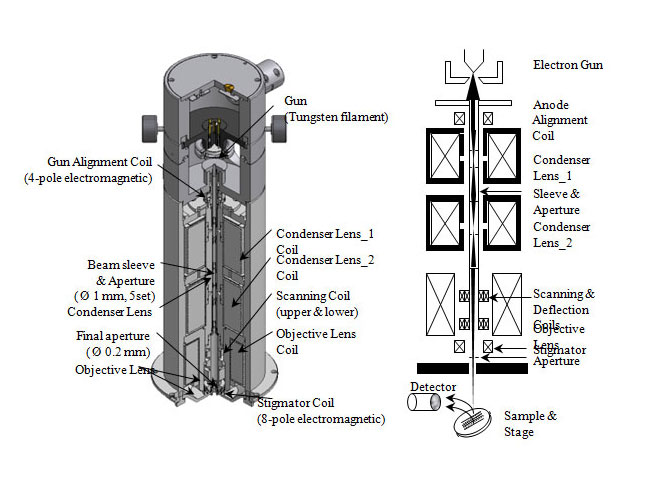 Gun
(Tungsten filament)
Gun Alignment Coil
(4-pole electromagnetic)
Condenser Lens_1
Coil
Condenser Lens_2
Coil
Beam sleeve
& Aperture
(Ø 1 mm, 5set)
Condenser Lens
Scanning Coil
(upper & lower)
Final aperture
(Ø 0.2 mm)
Objective Lens
Coil
Objective Lens
Stigmator Coil
(8-pole electromagnetic)
Electron Gun
Anode
Alignment
Coil
Condenser
Lens_1
Sleeve &
Aperture
Condenser
Lens_2
Scanning &
Deflection
Coils
Objective
Lens
Stigmator
Aperture
Detector
Sample &
Stage